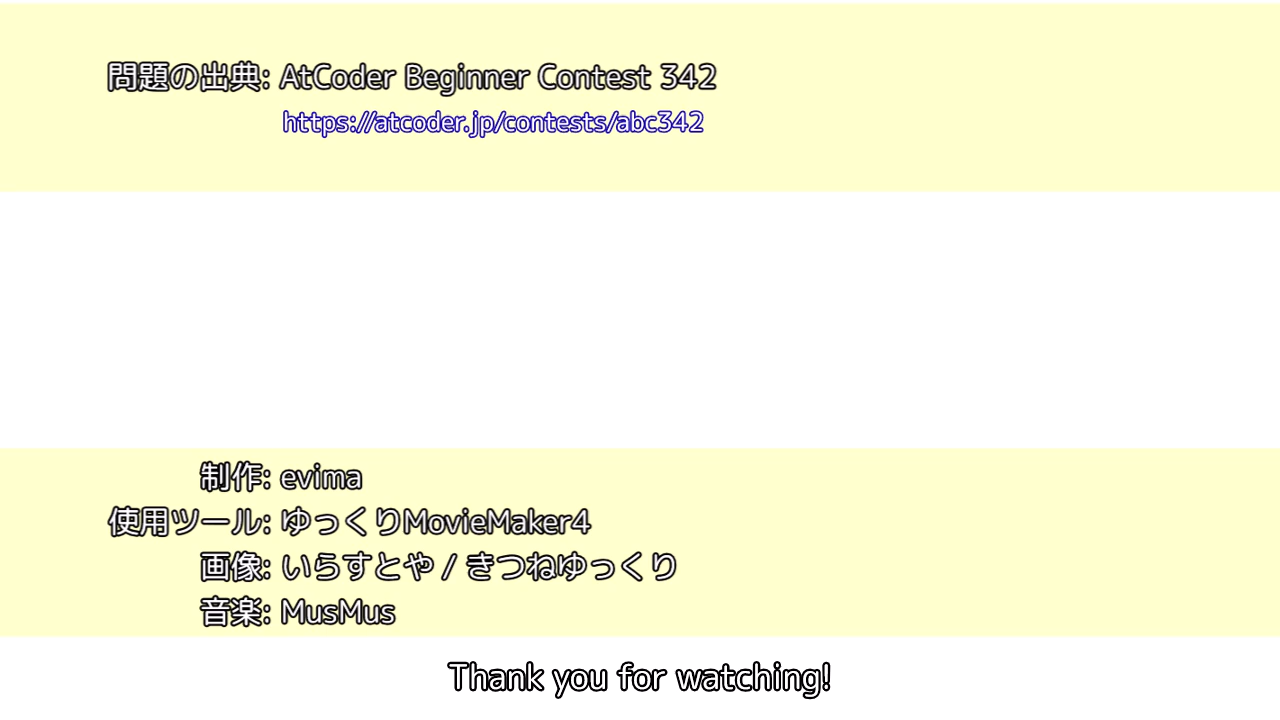 問題の出典: AtCoder Beginner Contest 342
https://atcoder.jp/contests/abc342
制作: evima
使用ツール: ゆっくりMovieMaker4
画像: いらすとや / きつねゆっくり
音楽: MusMus
Thank you for watching!